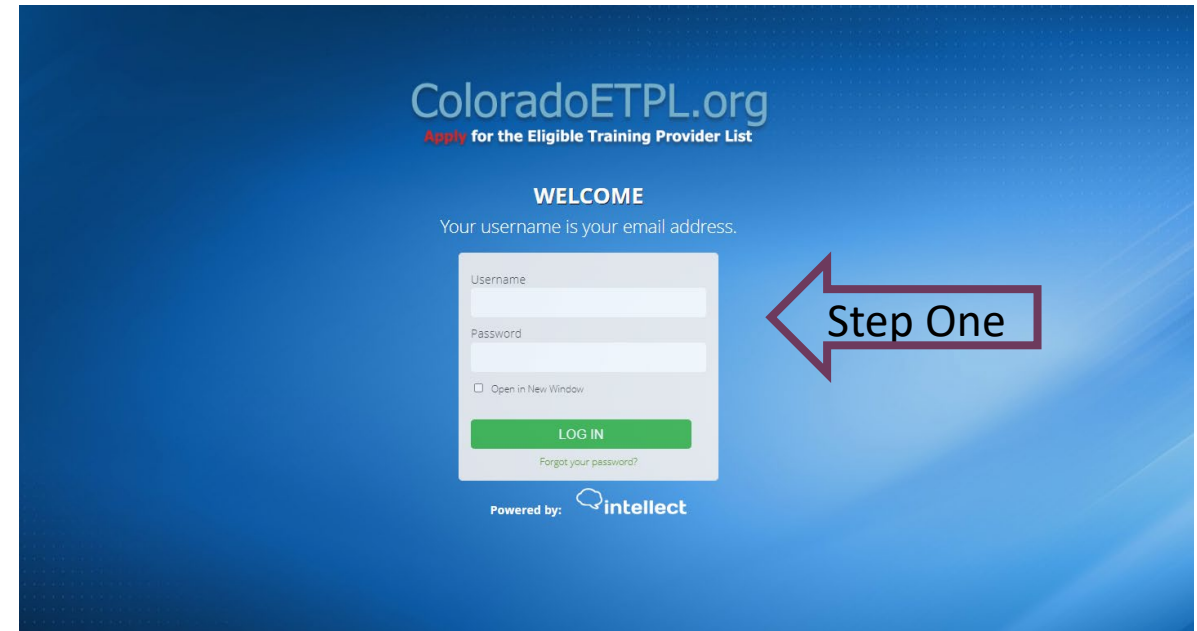 ColoradoETPL.org
Apply for the Eligible Training Provider List
WELCOME
Your username is your email address.
Username
Step One
Password
Open in New Window
LOG IN
Forgot your password?
Powered by: intellect